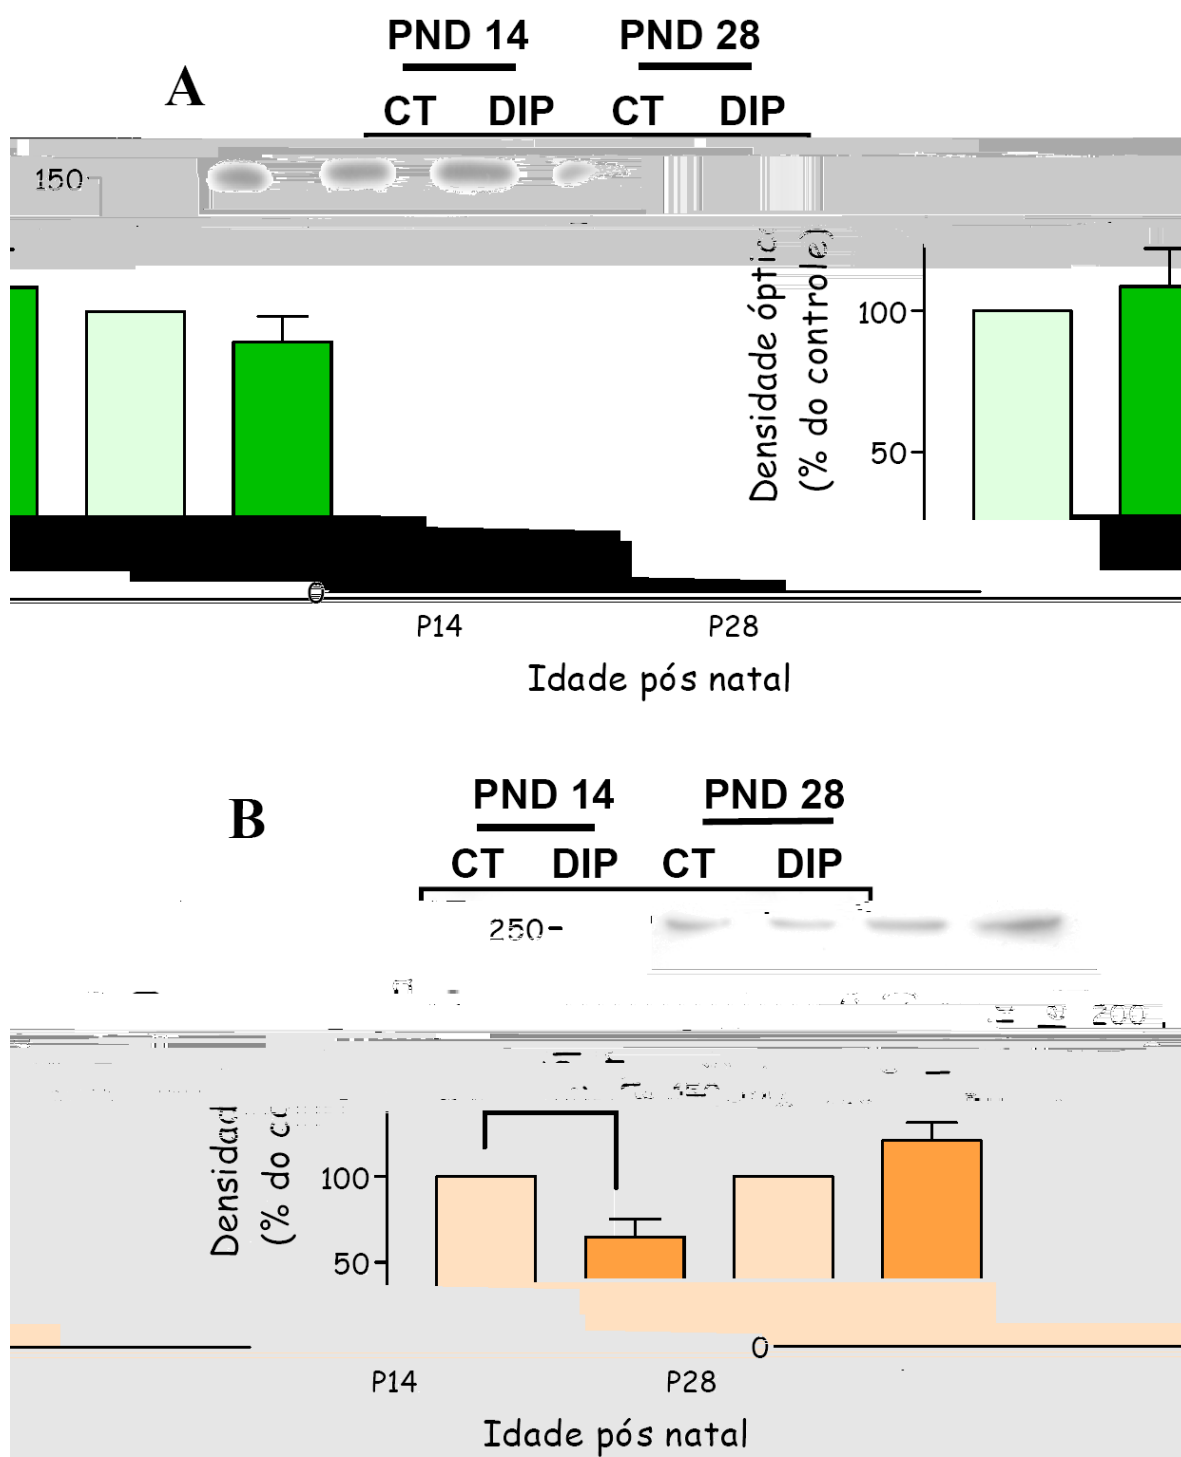 PND 14 PND 28
A
CT DIP CT DIP
150
Densidade óptic
(% do controle)
100
50
0
P14 P28
Idade pós natal
PND 14 PND 28
B
CT DIP CT DIP
250
200
150
Densidad
(% do co
100
50
0
P14 P28
Idade pós natal